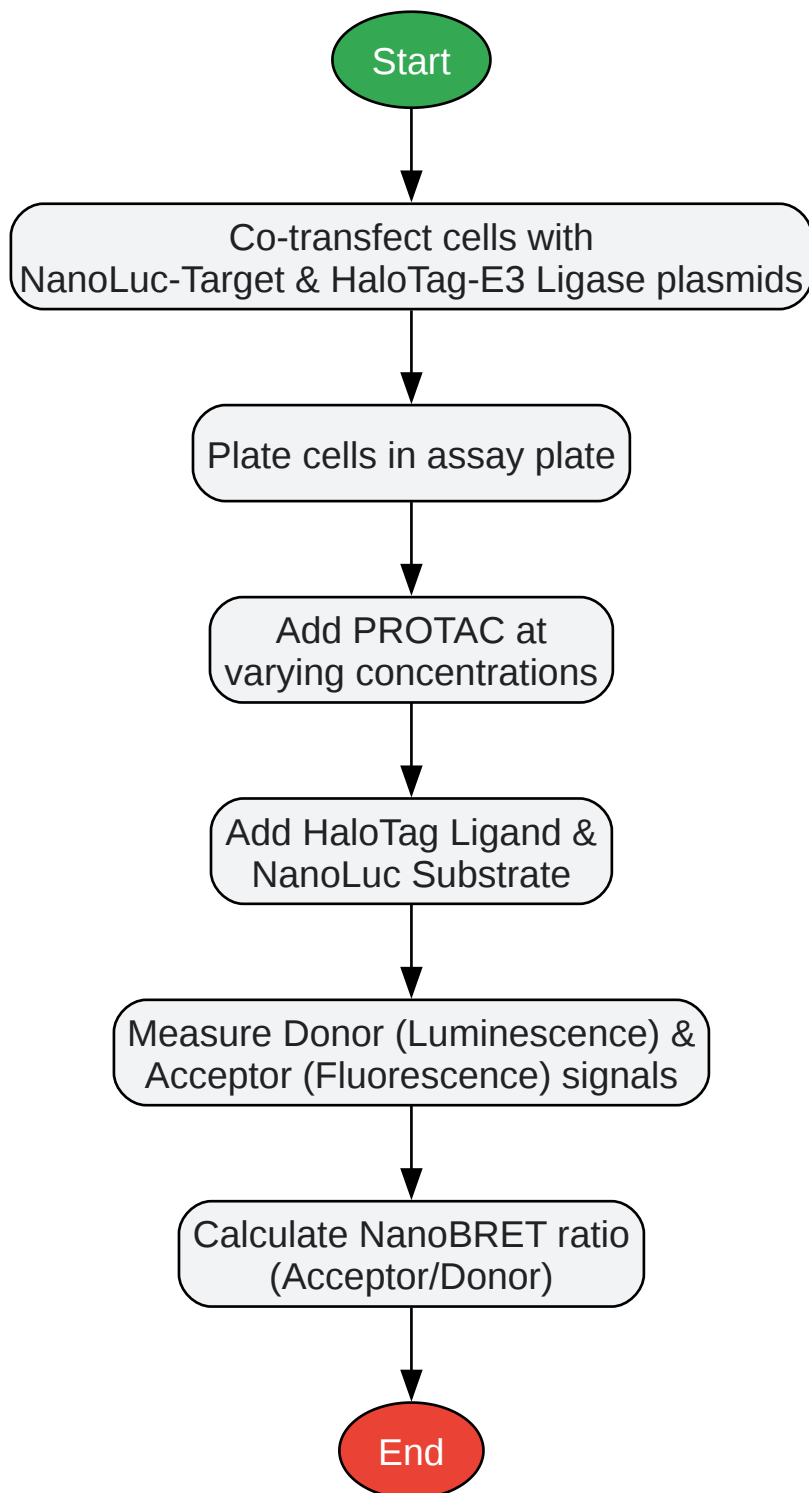 Start
Co-transfect cells with
NanoLuc-Target & HaloTag-E3 Ligase plasmids
Plate cells in assay plate
Add PROTAC at
varying concentrations
Add HaloTag Ligand &
NanoLuc Substrate
Measure Donor (Luminescence) &
Acceptor (Fluorescence) signals
Calculate NanoBRET ratio
(Acceptor/Donor)
End